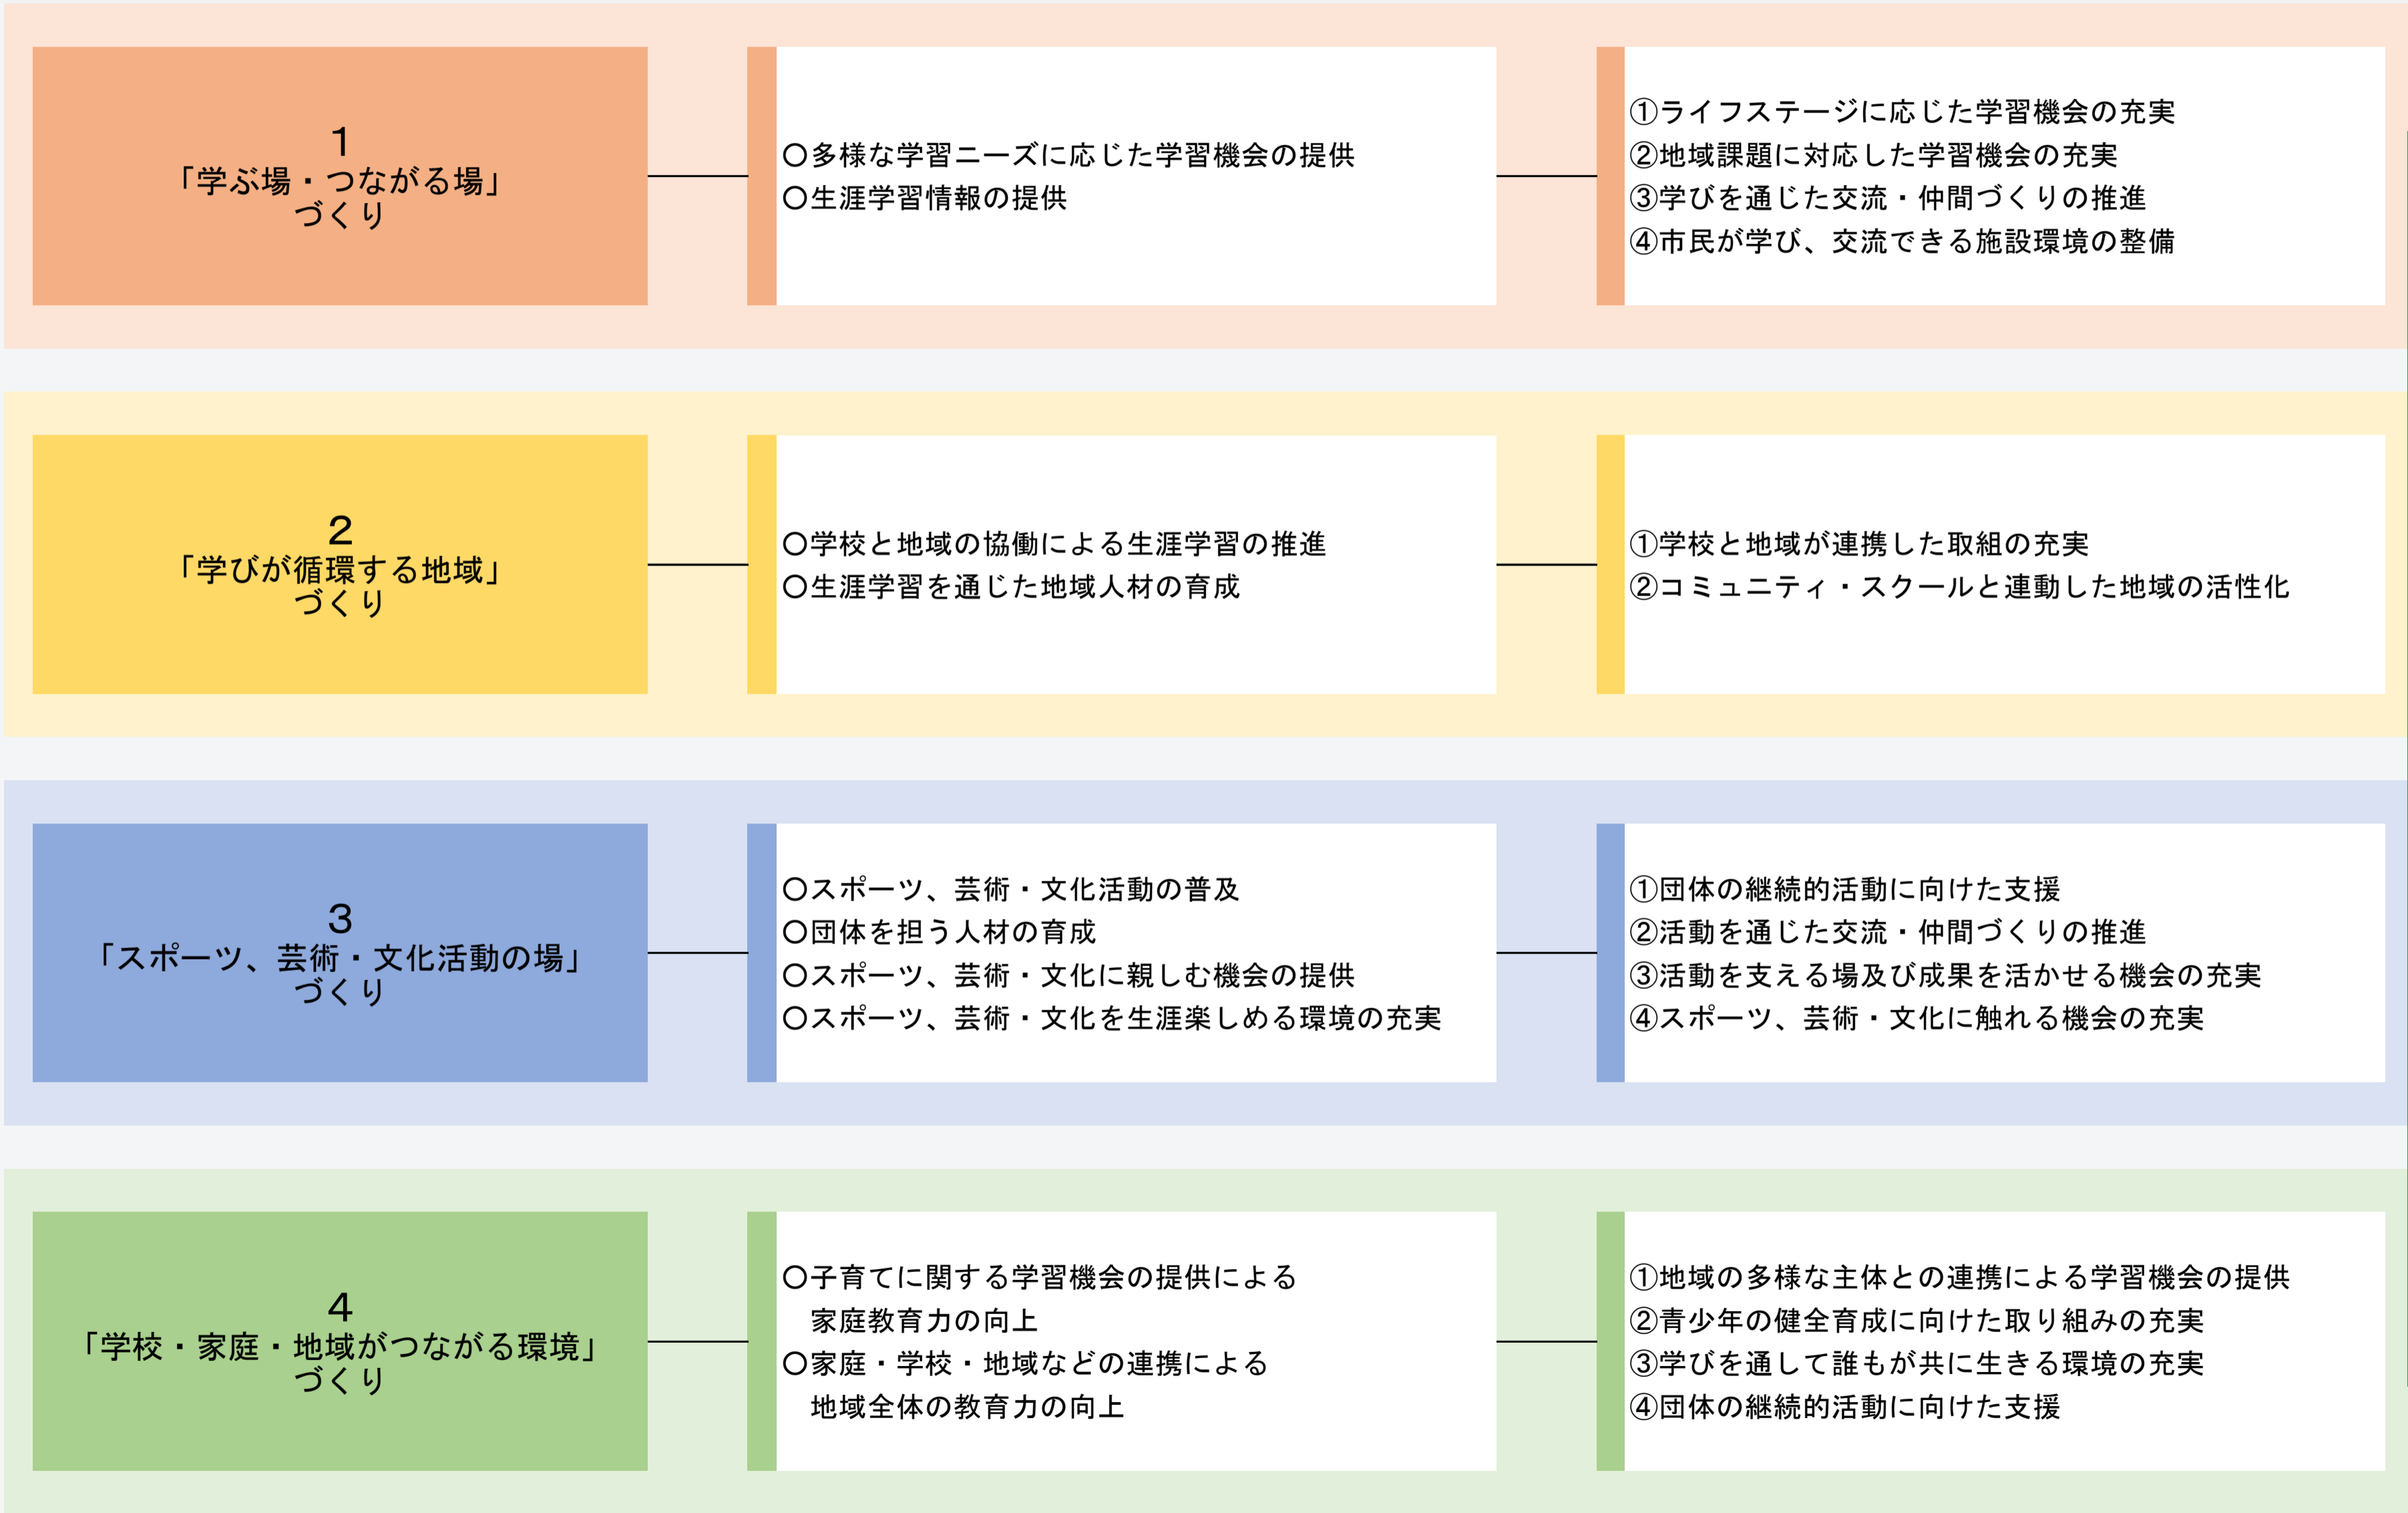 1
「学ぶ場・つながる場」
づくり
○多様な学習ニーズに応じた学習機会の提供
○生涯学習情報の提供
①ライフステージに応じた学習機会の充実
②地域課題に対応した学習機会の充実
③学びを通じた交流・仲間づくりの推進
④市民が学び、交流できる施設環境の整備
2
「学びが循環する地域」
づくり
○学校と地域の協働による生涯学習の推進
○生涯学習を通じた地域人材の育成
①学校と地域が連携した取組の充実
②コミュニティ・スクールと連動した地域の活性化
3
「スポーツ、芸術・文化活動の場」
づくり
○スポーツ、芸術・文化活動の普及
○団体を担う人材の育成
○スポーツ、芸術・文化に親しむ機会の提供
○スポーツ、芸術・文化を生涯楽しめる環境の充実
①団体の継続的活動に向けた支援
②活動を通じた交流・仲間づくりの推進
③活動を支える場及び成果を活かせる機会の充実
④スポーツ、芸術・文化に触れる機会の充実
4
「学校・家庭・地域がつながる環境」
づくり
○子育てに関する学習機会の提供による
家庭教育力の向上
○家庭・学校・地域などの連携による
地域全体の教育力の向上
①地域の多様な主体との連携による学習機会の提供
②青少年の健全育成に向けた取り組みの充実
③学びを通して誰もが共に生きる環境の充実
④団体の継続的活動に向けた支援